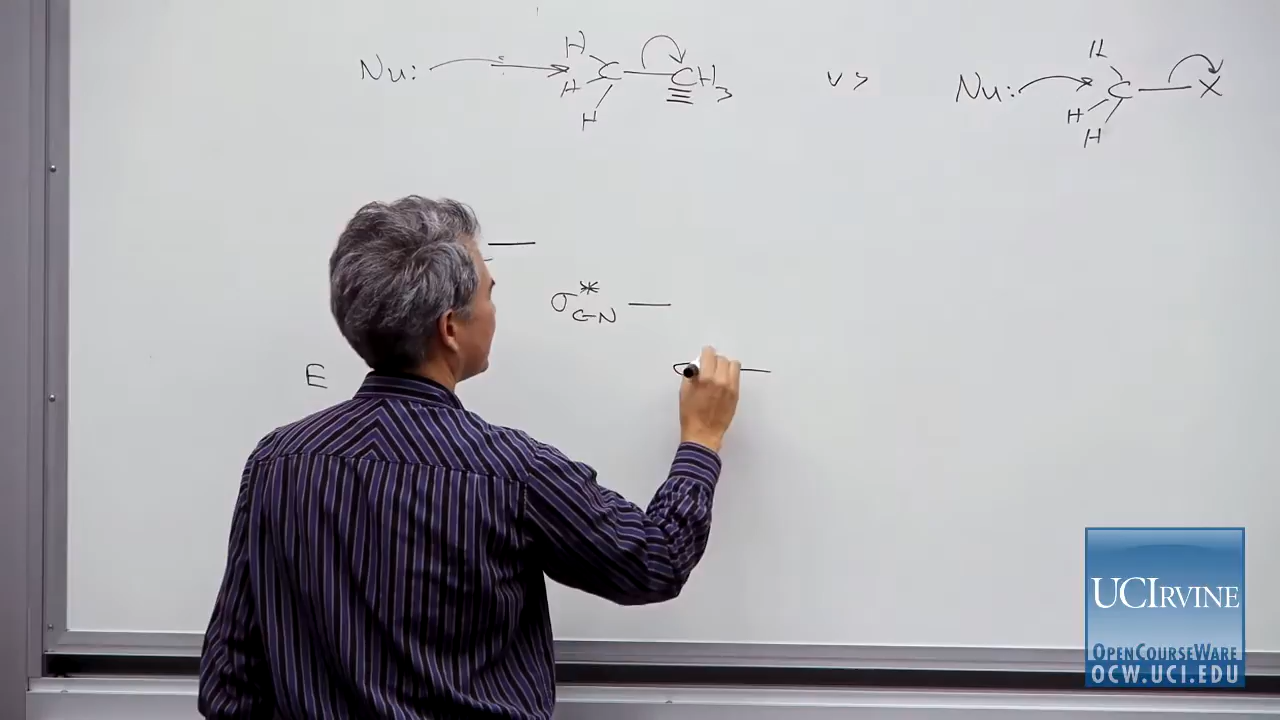 Nu: H H H C CH3 vs Nu: H H H C X
σ* C-N
E
UCIRVINE
OPENCOURSEWARE
OCW.UCI.EDU